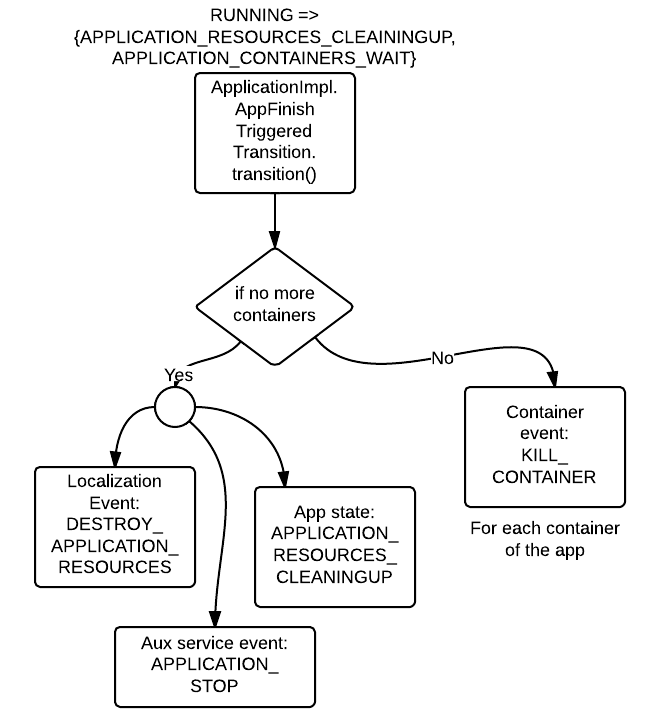 RUNNING =>
{APPLICATION_RESOURCES_CLEAININGUP,
APPLICATION_CONTAINERS_WAIT}
ApplicationImpl.
AppFinish
Triggered
Transition.
transition()
if no more
containers
Yes
No
Container
event:
KILL_
CONTAINER
For each container
of the app
Localization
Event:
DESTROY_
APPLICATION_
RESOURCES
App state:
APPLICATION_
RESOURCES_
CLEANINGUP
Aux service event:
APPLICATION_
STOP